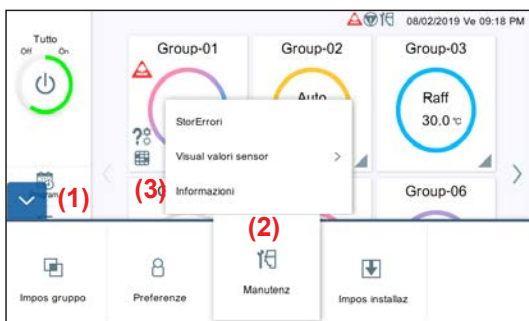 08/02/2019 Ve 09:18 PM
Tutto
Off On
Group-01
Group-02
Group-03
Auto
Raff
30.0 °C
StorErrori
Visual valori sensor >
Informazioni
(1)
(3)
Group-06
(2)
Impos gruppo
Preferenze
Manutenz
Impos installaz